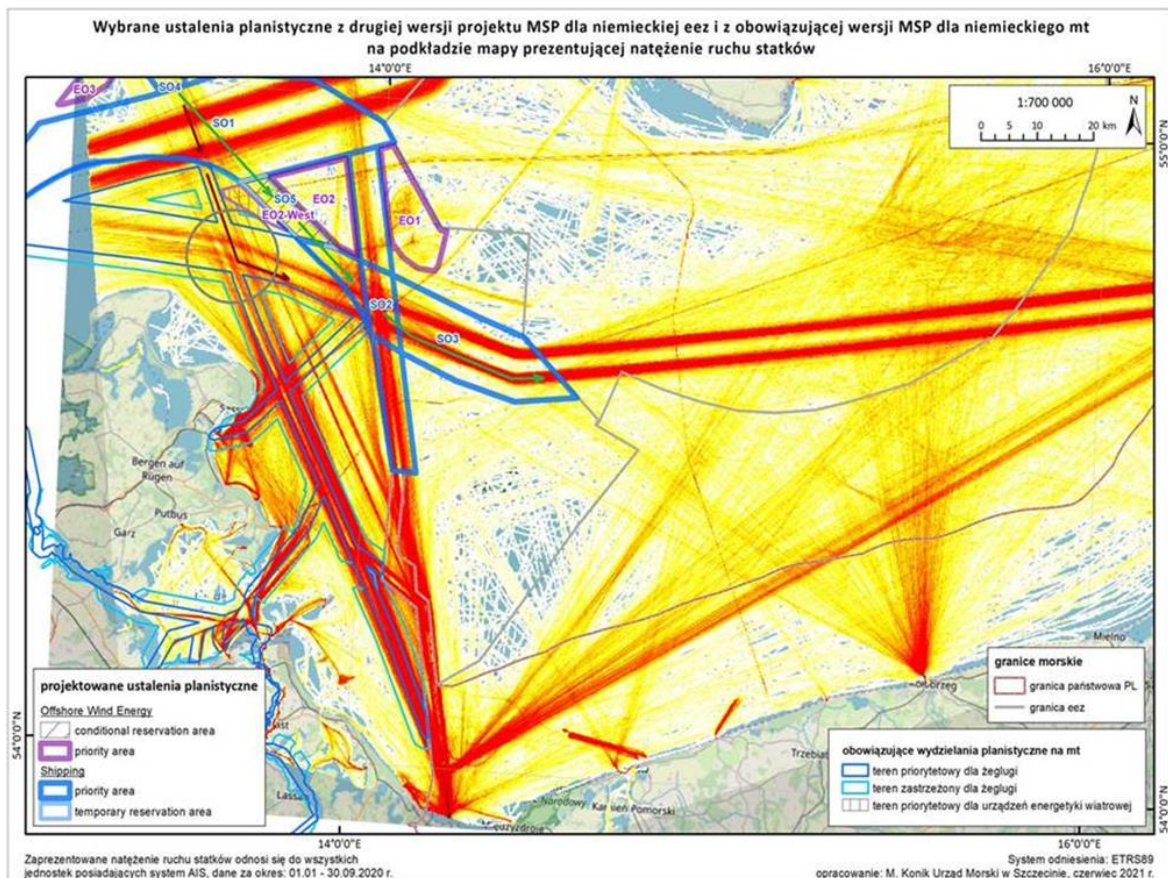 Wybrane ustalenia planistyczne z drugiej wersji projektu MSP dla niemieckiej eez i z obowiązującej wersji MSP dla niemieckiego mt
na podkładzie mapy prezentującej natężenie ruchu statków
14°0'0"E
16°0'0"E
1:700 000
N
0 5 10 20 km
55°0'0"N
EO3
SO4
SO1
SO5
EO2
EO2-West
EO1
SO2
SO3
Bergen auf
Rügen
Putbus
Garz
Mielno
54°0'0"N
projektowane ustalenia planistyczne
Offshore Wind Energy
conditional reservation area
priority area
Shipping
priority area
temporary reservation area
granice morskie
granica państwowa PL
granica eez
obowiązujące wydzielania planistyczne na mt
teren priorytetowy dla żeglugi
teren zastrzeżony dla żeglugi
teren priorytetowy dla urządzeń energetyki wiatrowej
Kamień Pomorski
54°0'0"N
14°0'0"E
16°0'0"E
Zaprezentowane natężenie ruchu statków odnosi się do wszystkich
jednostek posiadających system AIS, dane za okres: 01.01 - 30.09.2020 r.
System odniesienia: ETRS89
opracowanie: M. Konik Urząd Morski w Szczecinie, czerwiec 2021 r.